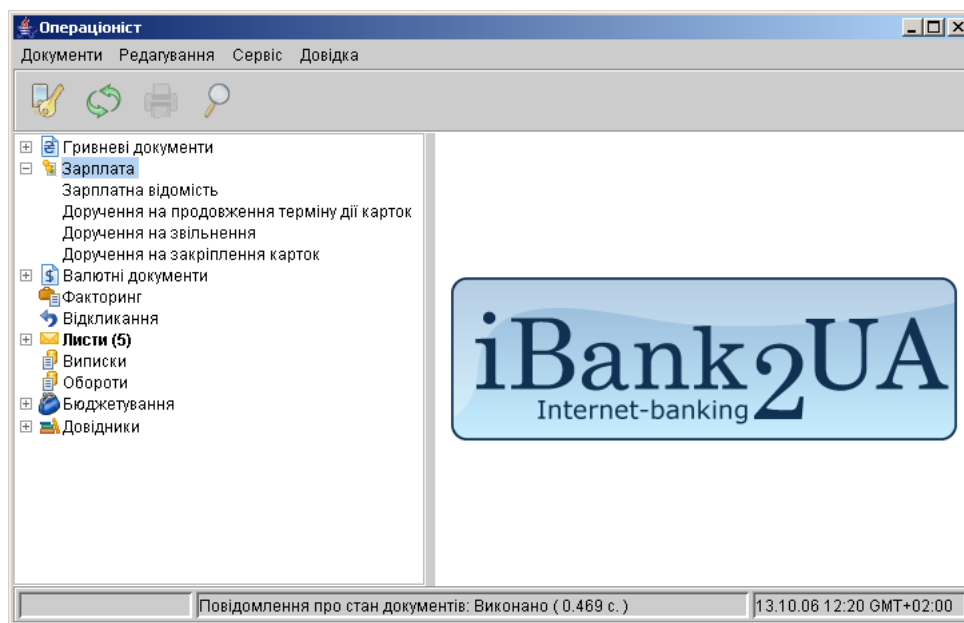 Операціоніст
Документи Редагування Сервіс Довідка
Гривневі документи
Зарплата
Зарплатна відомість
Доручення на продовження терміну дії карток
Доручення на звільнення
Доручення на закріплення карток
Валютні документи
Факторинг
Відкликання
Листи (5)
Виписки
Обороти
Бюджетування
Довідники
iBank2UA
Internet-banking
Повідомлення про стан документів: Виконано ( 0.469 с. ) 13.10.06 12:20 GMT+02:00